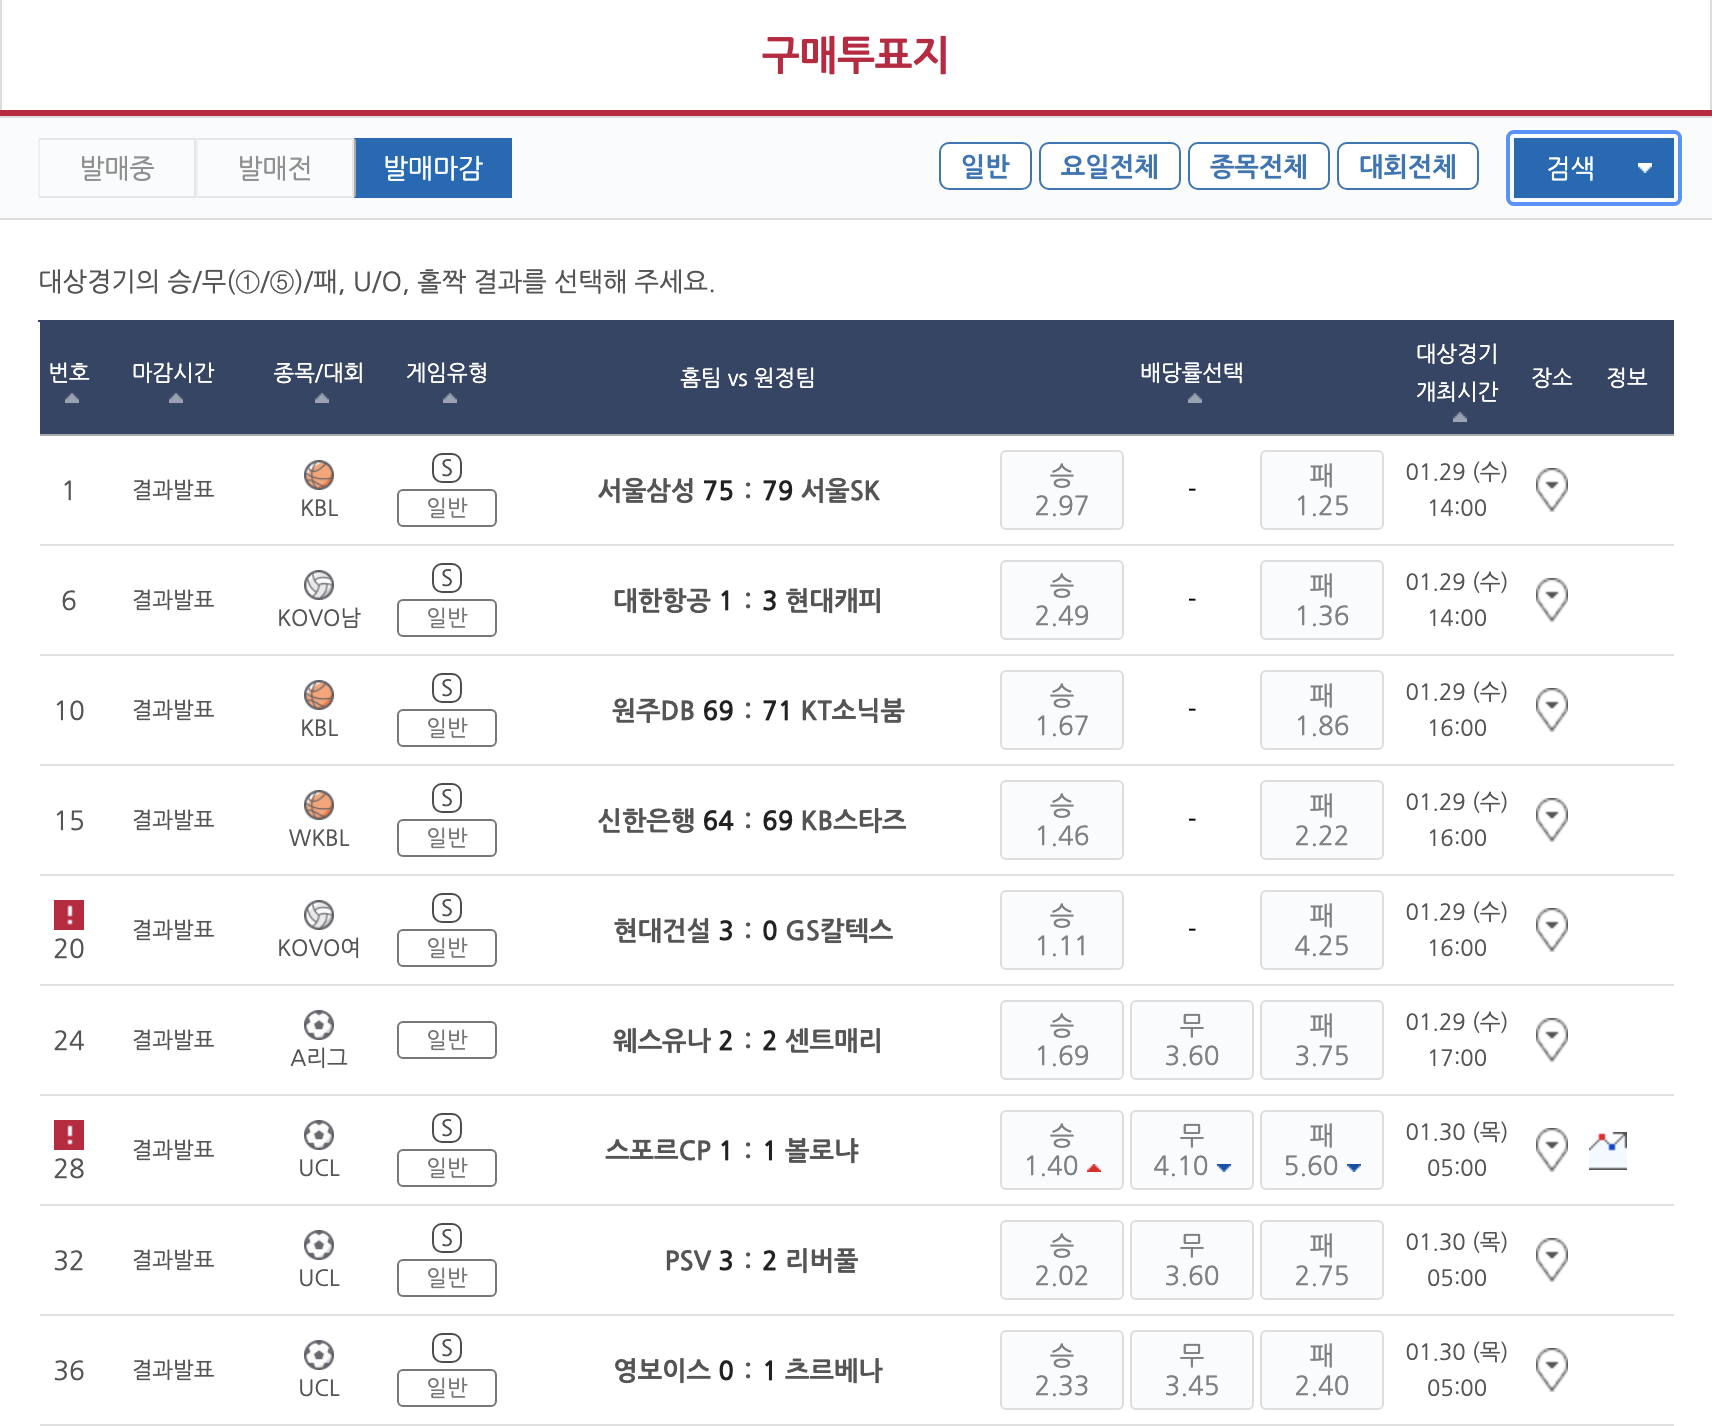 구매투표지
발매중 발매전 발매마감 일반 요일전체 종목전체 대회전체 검색
대상경기의 승/무(①/⑤)/패, U/O, 홀짝 결과를 선택해 주세요.
번호 마감시간 종목/대회 게임유형 홈팀 vs 원정팀 배당률선택 대상경기 개최시간 장소 정보
1 결과발표 KBL S 일반 서울삼성 75 : 79 서울SK 승 2.97 - 패 1.25 01.29 (수) 14:00
6 결과발표 KOVO남 S 일반 대한항공 1 : 3 현대캐피 승 2.49 - 패 1.36 01.29 (수) 14:00
10 결과발표 KBL S 일반 원주DB 69 : 71 KT소닉붐 승 1.67 - 패 1.86 01.29 (수) 16:00
15 결과발표 WKBL S 일반 신한은행 64 : 69 KB스타즈 승 1.46 - 패 2.22 01.29 (수) 16:00
! 20 결과발표 KOVO여 S 일반 현대건설 3 : 0 GS칼텍스 승 1.11 - 패 4.25 01.29 (수) 16:00
24 결과발표 A리그 일반 웨스유나 2 : 2 센트매리 승 1.69 무 3.60 패 3.75 01.29 (수) 17:00
! 28 결과발표 UCL S 일반 스포르CP 1 : 1 볼로냐 승 1.40 무 4.10 패 5.60 01.30 (목) 05:00
32 결과발표 UCL S 일반 PSV 3 : 2 리버풀 승 2.02 무 3.60 패 2.75 01.30 (목) 05:00
36 결과발표 UCL S 일반 영보이스 0 : 1 츠르베나 승 2.33 무 3.45 패 2.40 01.30 (목) 05:00